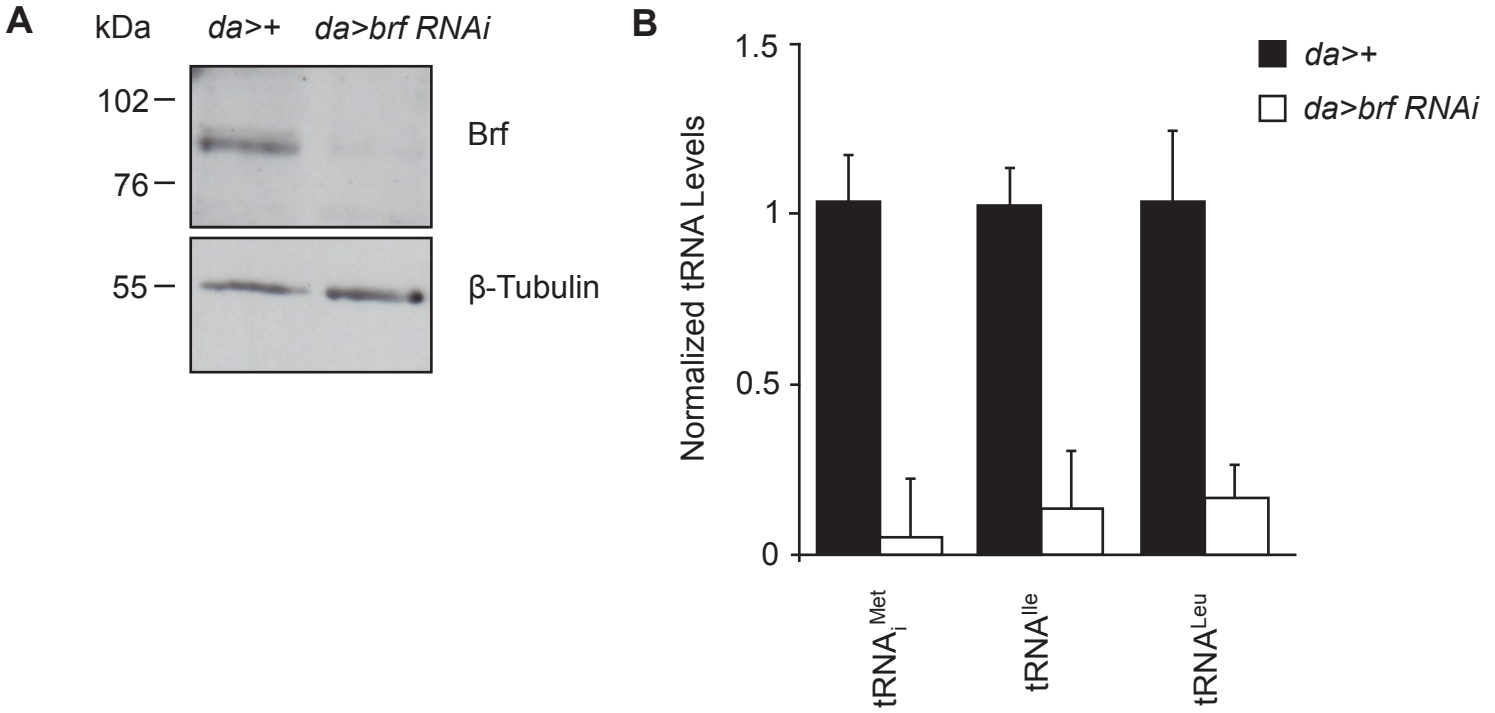 A
kDa da>+ da>brf RNAi
102
76
Brf
55
β-Tubulin
B
1.5
1
0.5
0
Normalized tRNA Levels
da>+
da>brf RNAi
tRNAiMet
tRNAIle
tRNALeu